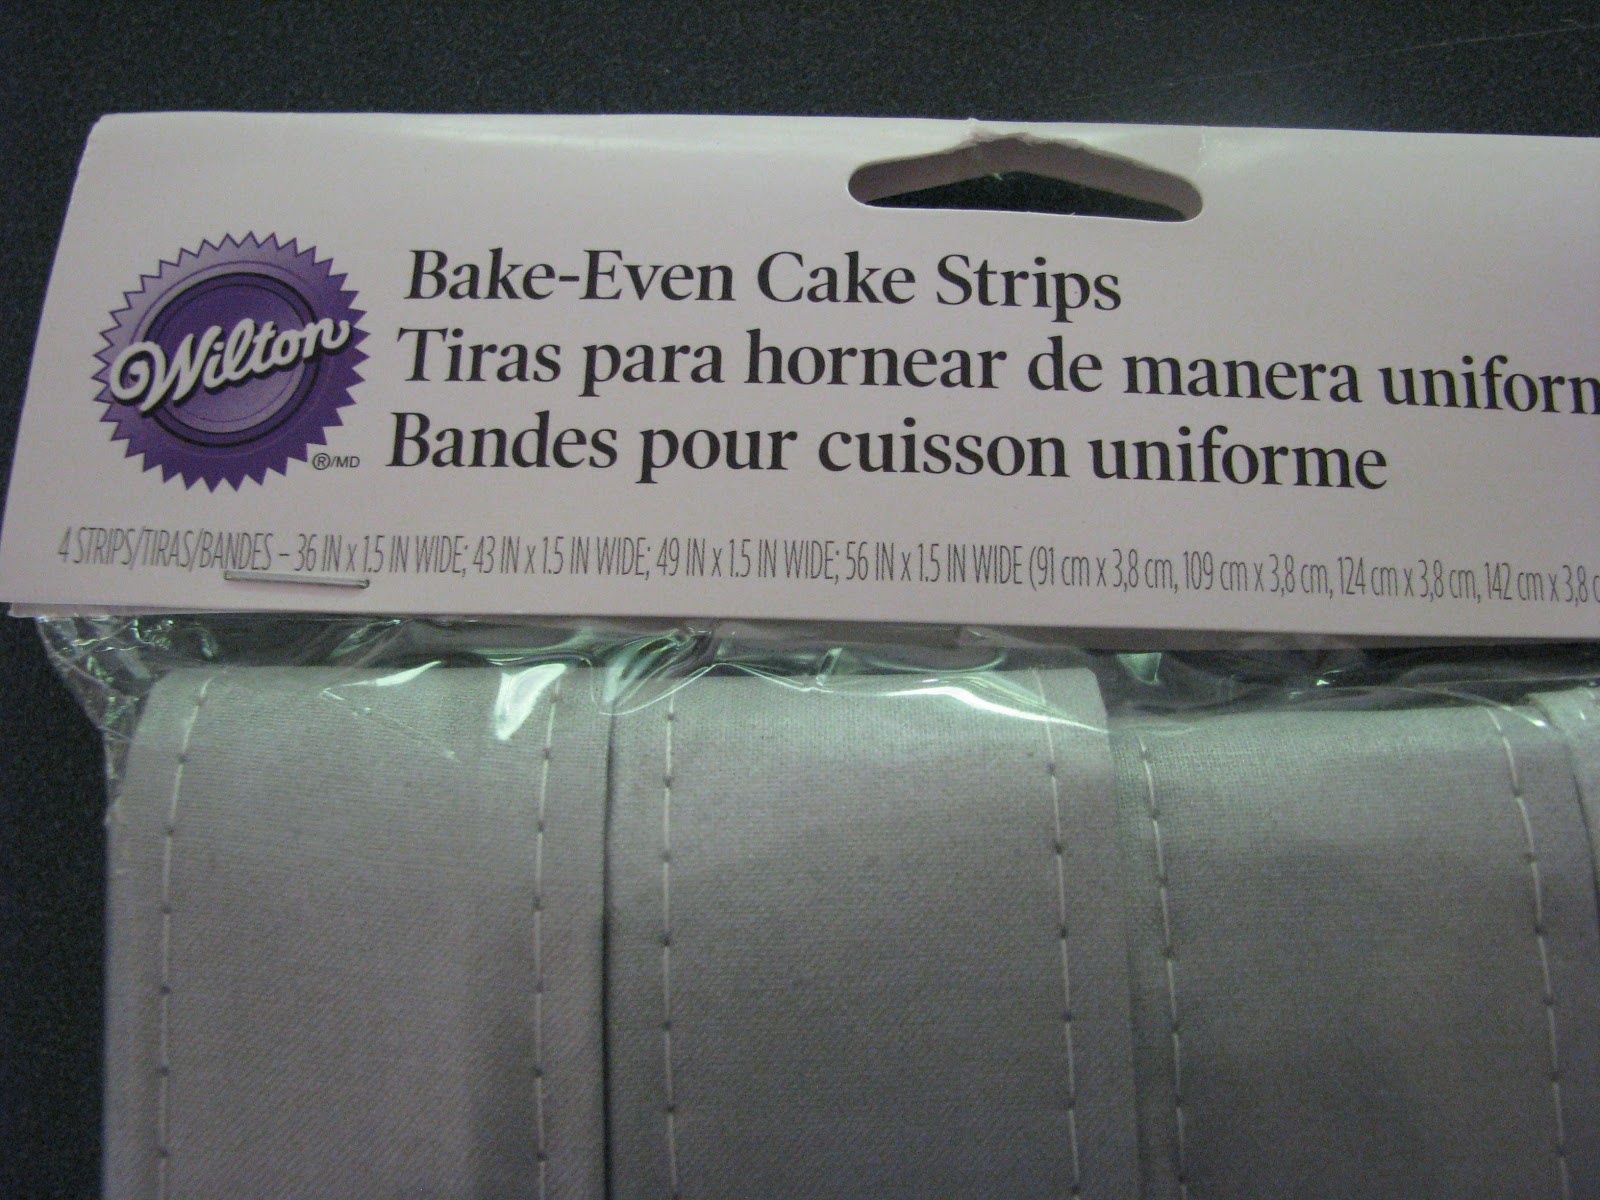 Wilton
®/MD
Bake-Even Cake Strips
Tiras para hornear de manera uniform
Bandes pour cuisson uniforme
4 STRIPS/TIRAS/BANDES – 36 IN x 1.5 IN WIDE; 43 IN x 1.5 IN WIDE; 49 IN x 1.5 IN WIDE; 56 IN x 1.5 IN WIDE (91 cm x 3,8 cm, 109 cm x 3,8 cm, 124 cm x 3,8 cm, 142 cm x 3,8 c